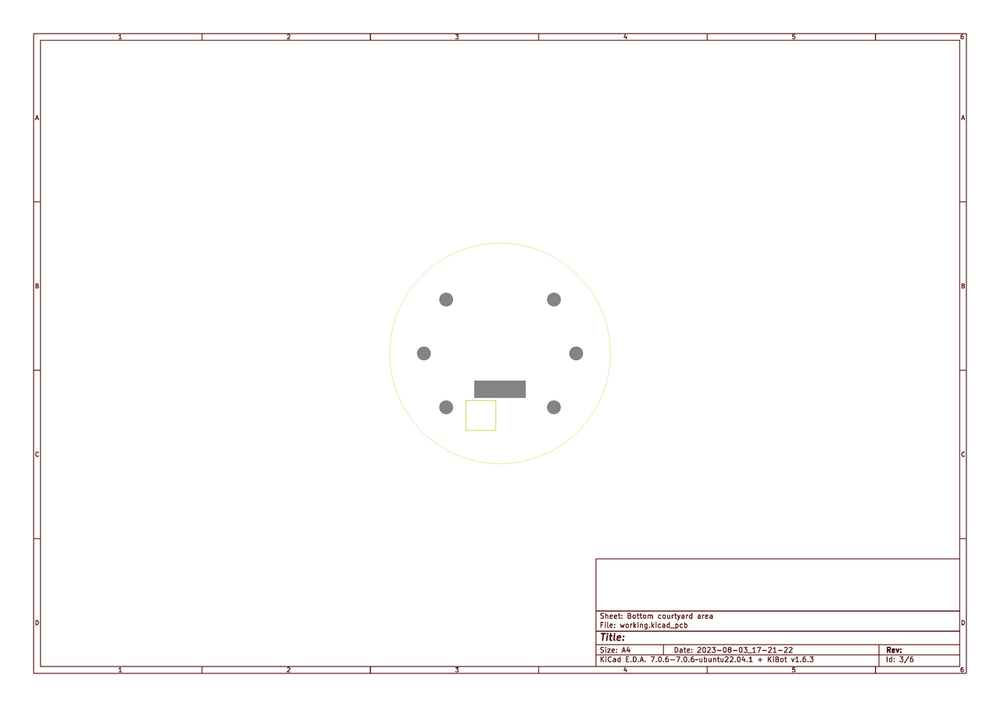 1 2 3 4 5 6
A A
B B
C C
D D
Sheet: Bottom courtyard area
File: working.kicad_pcb
Title:
Size: A4 Date: 2023-08-03_17-21-22 Rev:
KiCad E.D.A. 7.0.6-7.0.6-ubuntu22.04.1 + KiBot v1.6.3 Id: 3/6
1 2 3 4 5 6